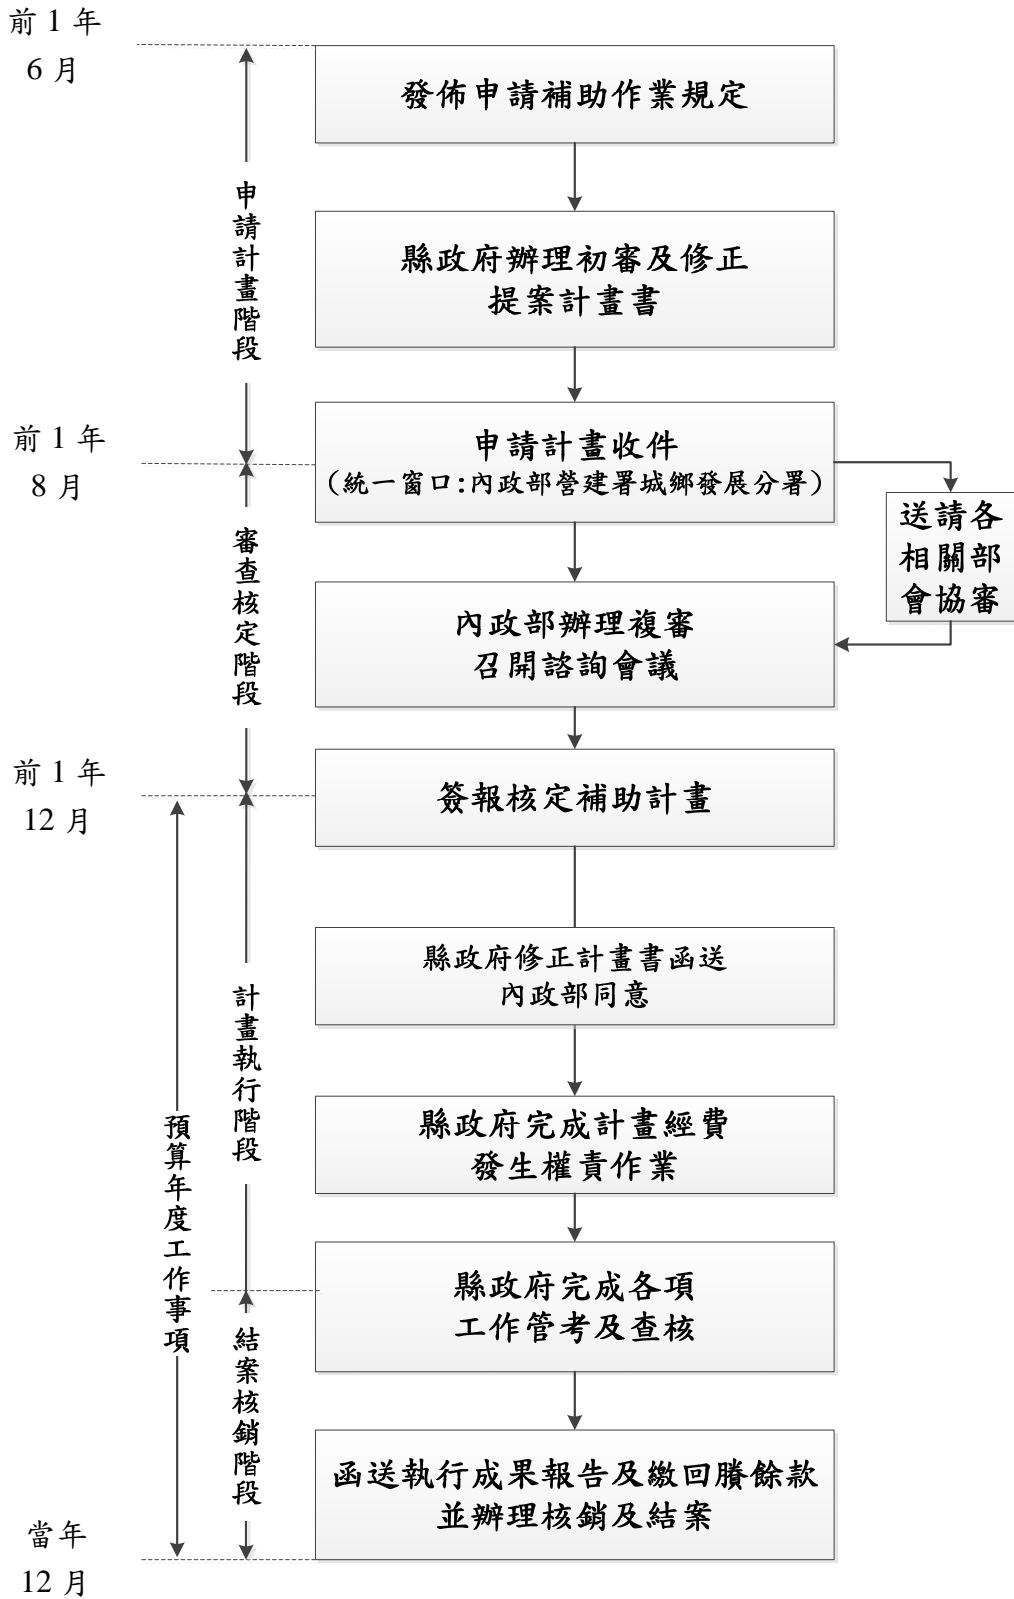 前 1 年
6 月
發佈申請補助作業規定
申請計畫階段
縣政府辦理初審及修正
提案計畫書
前 1 年
8 月
申請計畫收件
（統一窗口:內政部營建署城鄉發展分署）
送請各
相關部
會協審
審查核定階段
內政部辦理複審
召開諮詢會議
前 1 年
12 月
簽報核定補助計畫
縣政府修正計畫書函送
內政部同意
計畫執行階段
預算年度工作事項
縣政府完成計畫經費
發生權責作業
縣政府完成各項
工作管考及查核
結案核銷階段
函送執行成果報告及繳回賸餘款
並辦理核銷及結案
當年
12 月